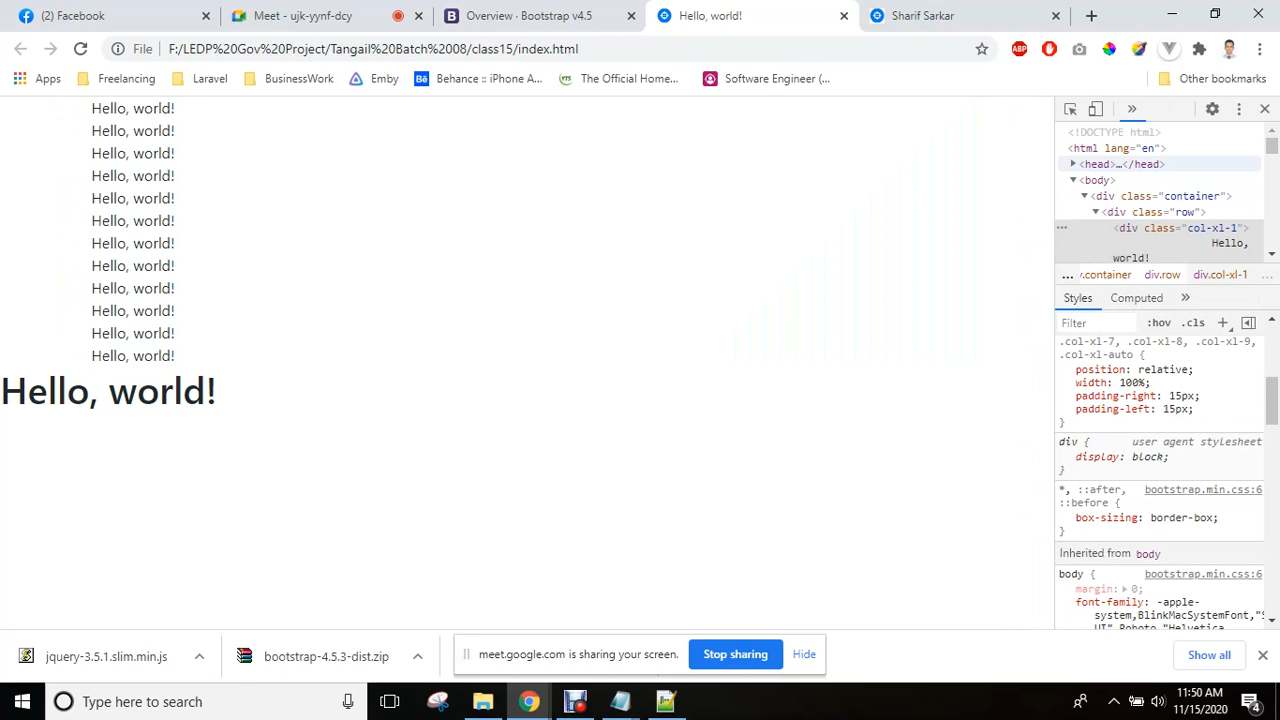 (2) Facebook
Meet - ujk-yynf-dcy
Overview · Bootstrap v4.5
Hello, world!
Sharif Sarkar
File
F:/LEDP%20Gov%20Project/Tangail%20Batch%2008/class15/index.html
ABP
Apps
Freelancing
Laravel
BusinessWork
Emby
Bē
Behance :: iPhone A...
The Official Home...
Software Engineer (...
Other bookmarks
Hello, world!
Hello, world!
Hello, world!
Hello, world!
Hello, world!
Hello, world!
Hello, world!
Hello, world!
Hello, world!
Hello, world!
Hello, world!
Hello, world!
Hello, world!
<!DOCTYPE html>
<html lang="en">
<head>…</head>
<body>
<div class="container">
<div class="row">
<div class="col-xl-1">
Hello,
world!
... v.container div.row div.col-xl-1 ...
Styles Computed »
Filter :hov .cls +
.col-xl-7, .col-xl-8, .col-xl-9,
.col-xl-auto {
position: relative;
width: 100%;
padding-right: 15px;
padding-left: 15px;
}
div { user agent stylesheet
display: block;
}
*, ::after, bootstrap.min.css:6
::before {
box-sizing: border-box;
}
Inherited from body
body { bootstrap.min.css:6
margin: 0;
font-family: -apple-
system,BlinkMacSystemFont,"S
UI",Roboto,"Helvetica
jquery-3.5.1.slim.min.js
bootstrap-4.5.3-dist.zip
meet.google.com is sharing your screen.
Stop sharing
Hide
Show all
Type here to search
11:50 AM
11/15/2020
4